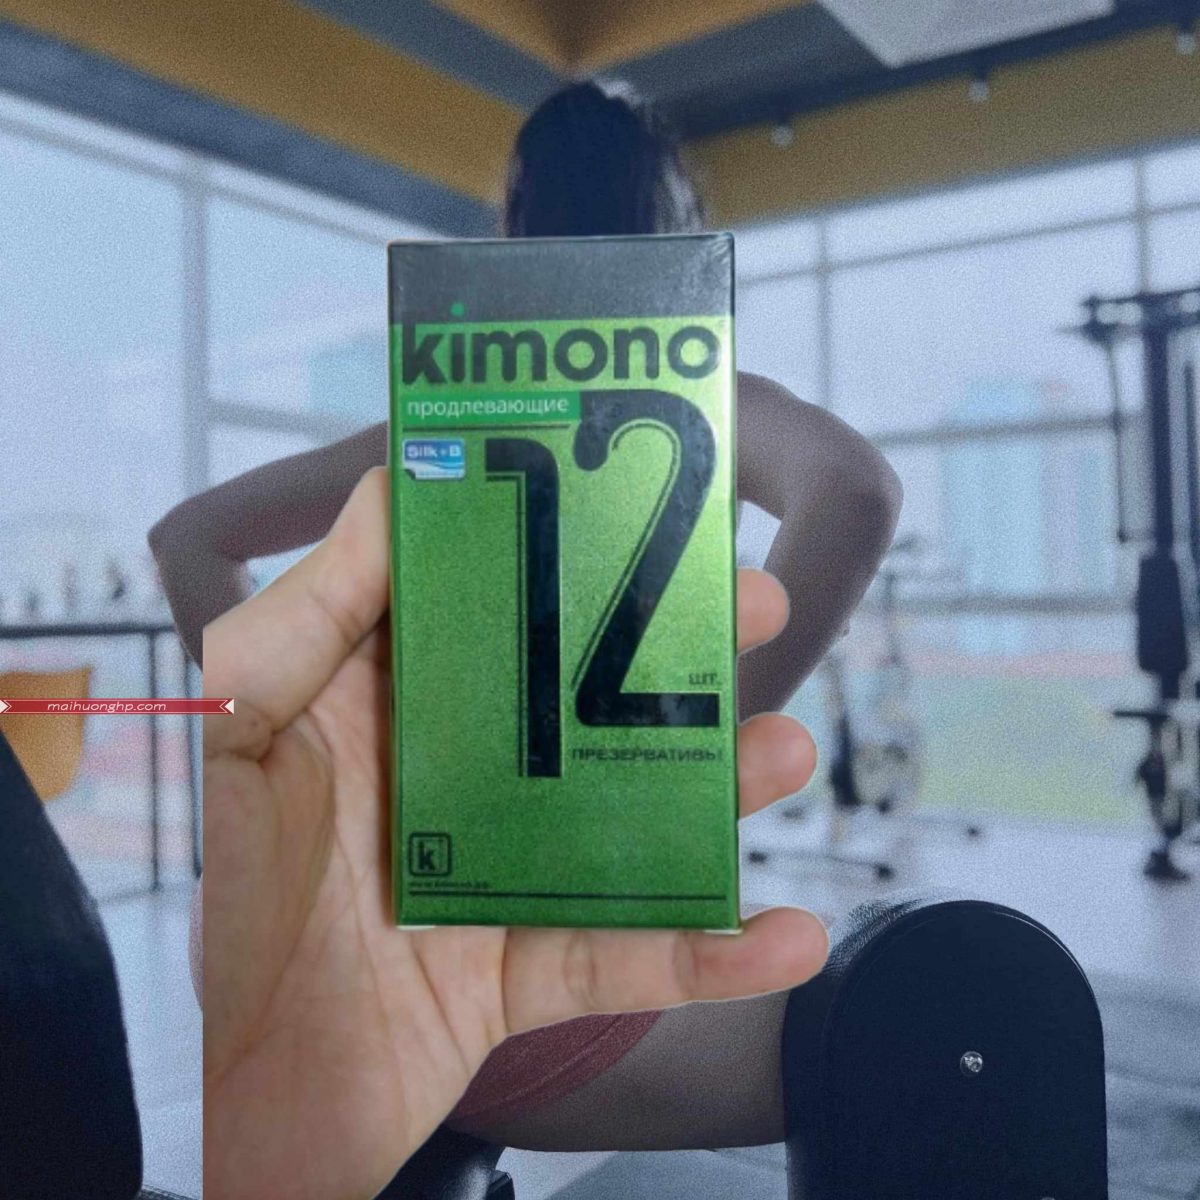 kimono
продлевающие
Silk+B
12
шт.
ПРЕЗЕРВАТИВЫ
maihuonghp.com
k